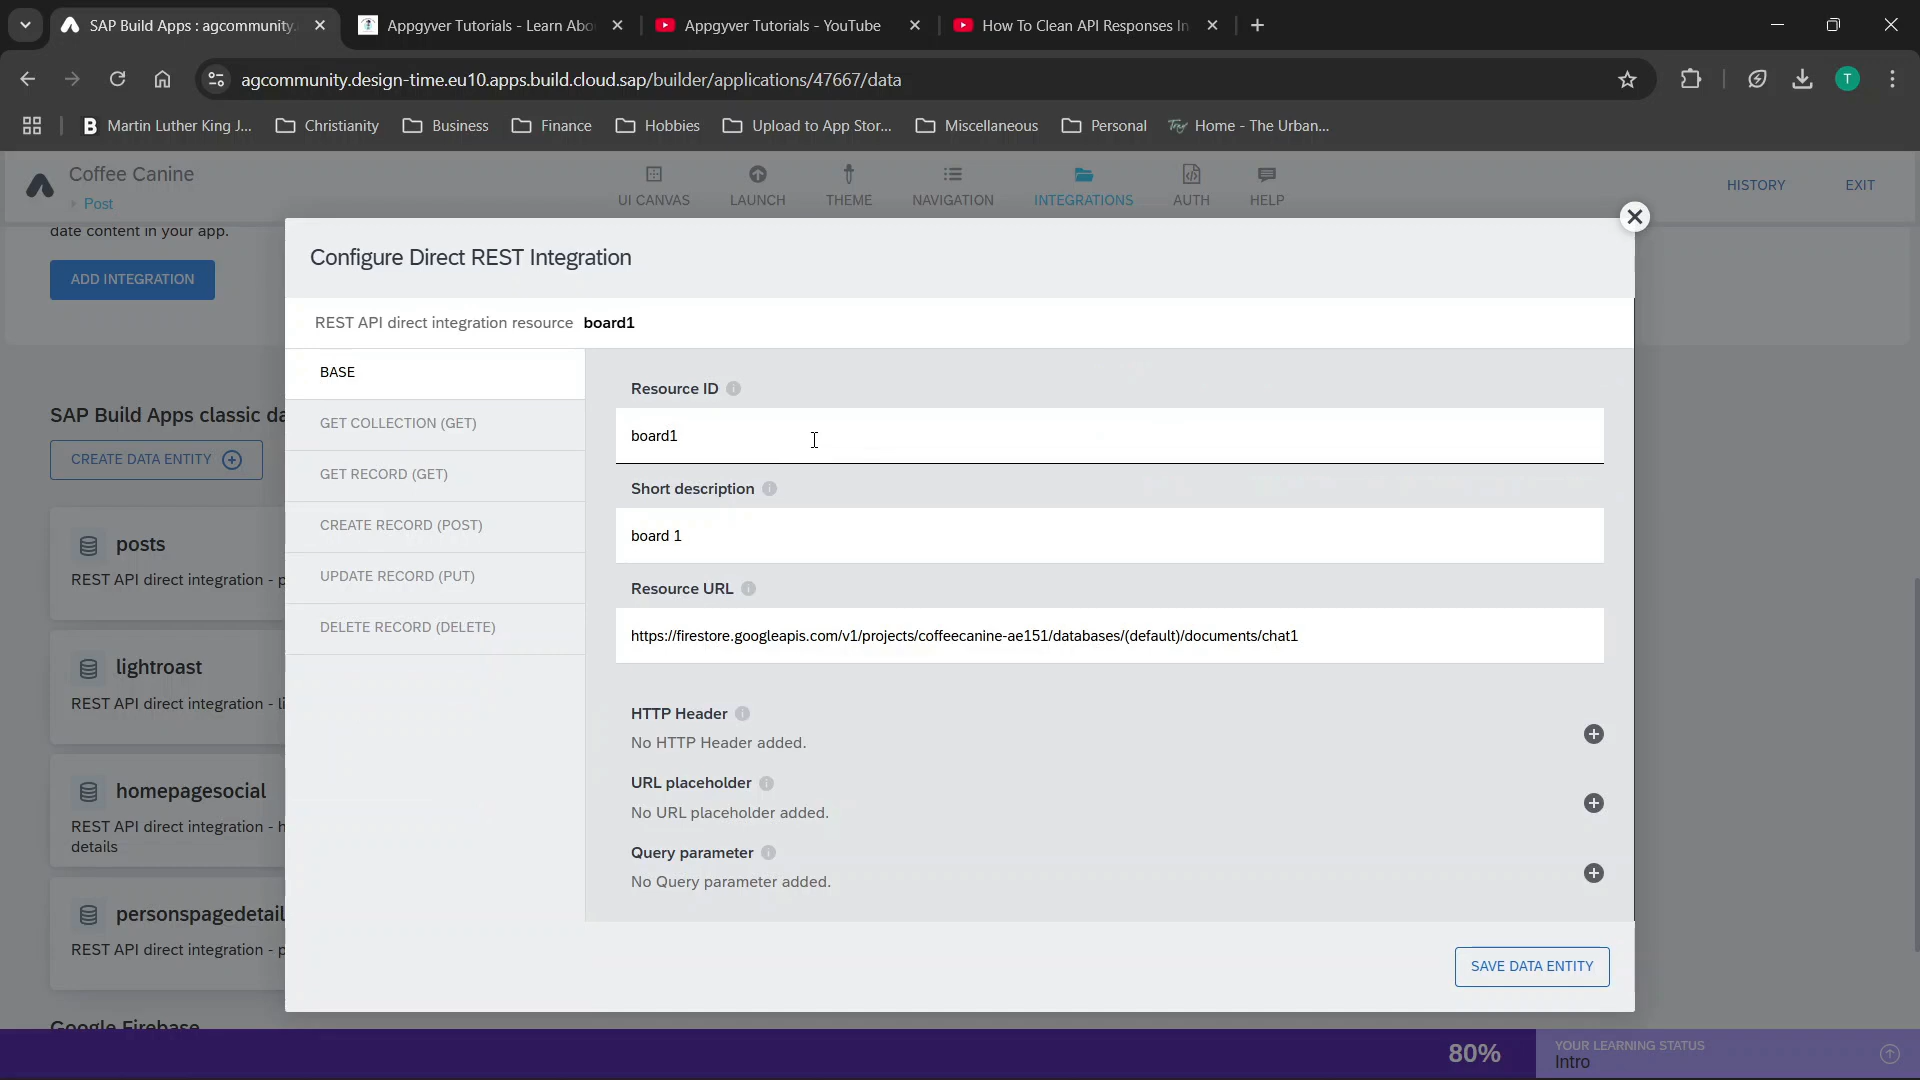 SAP Build Apps : agcommunity.
Appgyver Tutorials - Learn Abo
Appgyver Tutorials - YouTube
How To Clean API Responses In
agcommunity.design-time.eu10.apps.build.cloud.sap/builder/applications/47667/data
T
Martin Luther King J...
Christianity
Business
Finance
Hobbies
Upload to App Stor...
Miscellaneous
Personal
Home - The Urban...
Coffee Canine
Post
UI CANVAS
LAUNCH
THEME
NAVIGATION
INTEGRATIONS
AUTH
HELP
HISTORY
EXIT
date content in your app.
ADD INTEGRATION
Configure Direct REST Integration
REST API direct integration resource board1
BASE
GET COLLECTION (GET)
GET RECORD (GET)
CREATE RECORD (POST)
UPDATE RECORD (PUT)
DELETE RECORD (DELETE)
Resource ID
board1
Short description
board 1
Resource URL
https://firestore.googleapis.com/v1/projects/coffeecanine-ae151/databases/(default)/documents/chat1
HTTP Header
No HTTP Header added.
URL placeholder
No URL placeholder added.
Query parameter
No Query parameter added.
SAVE DATA ENTITY
SAP Build Apps classic da
CREATE DATA ENTITY
posts
REST API direct integration - p
lightroast
REST API direct integration - li
homepagesocial
REST API direct integration - h
details
personspagedetail
REST API direct integration - p
Google Firebase
80%
YOUR LEARNING STATUS
Intro